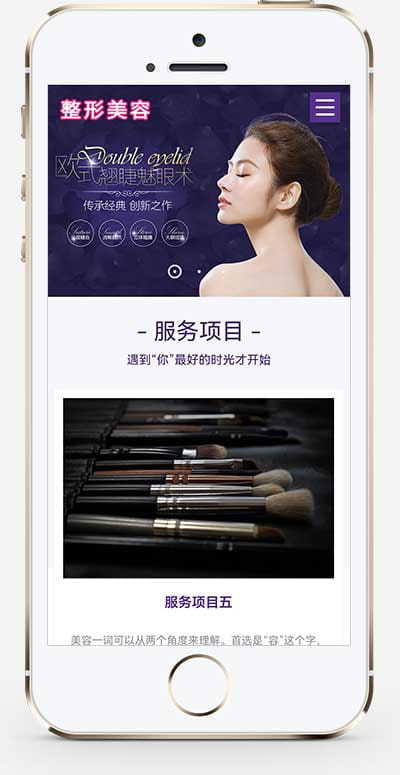 整形美容
Double eyelid
欧式翘睫魅眼术
传承经典 创新之作
- 服务项目 -
遇到“你”最好的时光才开始
服务项目五
美容一词可以从两个角度来理解。首选是“容”这个字，